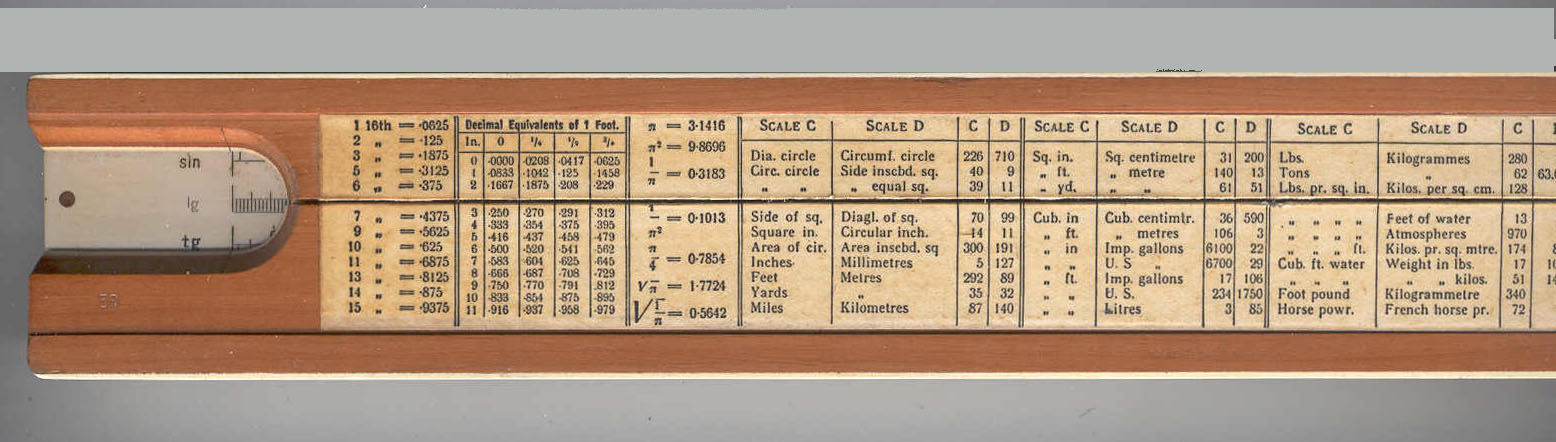 sin
lg
tg
38
1 16th = ·0625
2 „ = ·125
3 „ = ·1875
5 „ = ·3125
6 „ = ·375
7 „ = ·4375
9 „ = ·5625
10 „ = ·625
11 „ = ·6875
13 „ = ·8125
14 „ = ·875
15 „ = ·9375
Decimal Equivalents of 1 Foot.
In. 0 1/4 1/2 3/4
0 ·0000 ·0208 ·0417 ·0625
1 ·0833 ·1042 ·125 ·1458
2 ·1667 ·1875 ·208 ·229
3 ·250 ·270 ·291 ·312
4 ·333 ·354 ·375 ·395
5 ·416 ·437 ·458 ·479
6 ·500 ·520 ·541 ·562
7 ·583 ·604 ·625 ·645
8 ·666 ·687 ·708 ·729
9 ·750 ·770 ·791 ·812
10 ·833 ·854 ·875 ·895
11 ·916 ·937 ·958 ·979
π = 3·1416
π² = 9·8696
1/π = 0·3183
1/π² = 0·1013
π/4 = 0·7854
√π = 1·7724
√1/π = 0·5642
SCALE C SCALE D C D
Dia. circle Circumf. circle 226 710
Circ. circle Side inscbd. sq. 40 9
„ „ „ equal sq. 39 11
Side of sq. Diagl. of sq. 70 99
Square in. Circular inch. 14 11
Area of cir. Area inscbd. sq 300 191
Inches Millimetres 5 127
Feet Metres 292 89
Yards „ 35 32
Miles Kilometres 87 140
SCALE C SCALE D C D
Sq. in. Sq. centimetre 31 200
„ ft. „ metre 140 13
„ yd. „ „ 61 51
Cub. in Cub. centimtr. 36 590
„ ft. „ metres 106 3
„ in Imp. gallons 6100 22
„ „ U. S „ 6700 29
„ ft. Imp. gallons 17 106
„ „ U. S. 234 1750
„ „ Litres 3 85
SCALE C SCALE D C
Lbs. Kilogrammes 280
Tons „ 62
Lbs. pr. sq. in. Kilos. per sq. cm. 128
„ „ „ „ Feet of water 13
„ „ „ „ Atmospheres 970
„ „ „ ft. Kilos. pr. sq. mtre. 174
Cub. ft. water Weight in lbs. 17
„ „ „ „ „ kilos. 51
Foot pound Kilogrammetre 340
Horse powr. French horse pr. 72